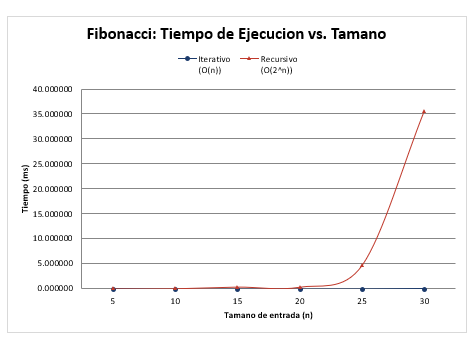 Fibonacci: Tiempo de Ejecucion vs. Tamano
Iterativo
(O(n))
Recursivo
(O(2^n))
40.000000
35.000000
30.000000
25.000000
20.000000
15.000000
10.000000
5.000000
0.000000
Tiempo (ms)
5 10 15 20 25 30
Tamano de entrada (n)